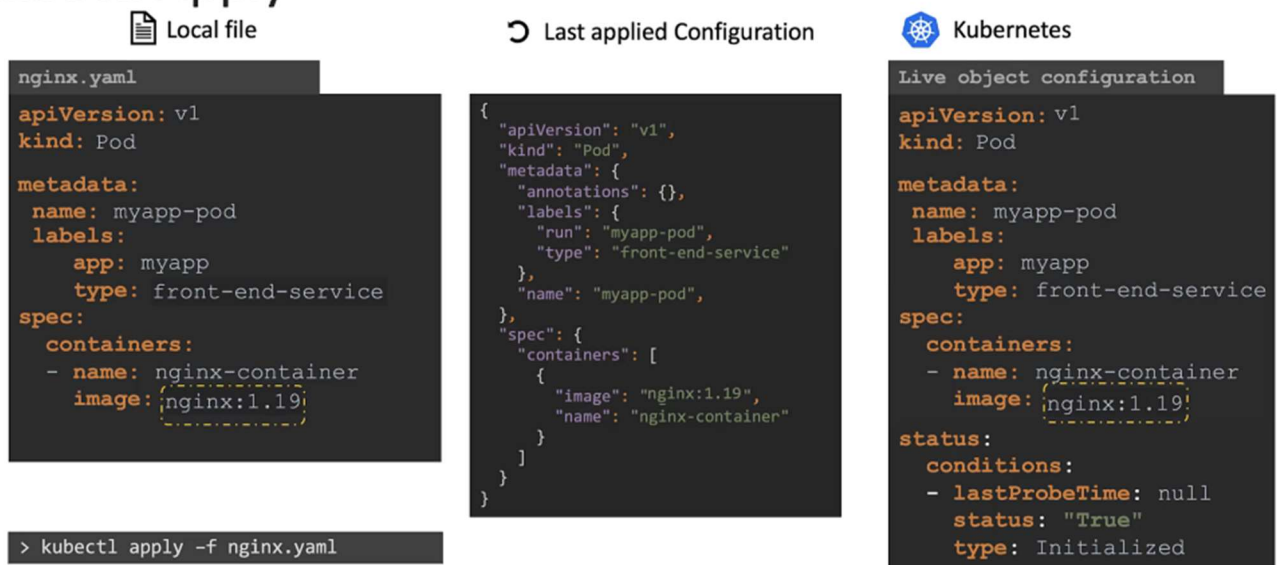 Local file
nginx.yaml
apiVersion: v1
kind: Pod
metadata:
name: myapp-pod
labels:
app: myapp
type: front-end-service
spec:
containers:
- name: nginx-container
image: nginx:1.19
> kubectl apply -f nginx.yaml
Last applied Configuration
{
"apiVersion": "v1",
"kind": "Pod",
"metadata": {
"annotations": {},
"labels": {
"run": "myapp-pod",
"type": "front-end-service"
},
"name": "myapp-pod",
},
"spec": {
"containers": [
{
"image": "nginx:1.19",
"name": "nginx-container"
}
]
}
}
Kubernetes
Live object configuration
apiVersion: v1
kind: Pod
metadata:
name: myapp-pod
labels:
app: myapp
type: front-end-service
spec:
containers:
- name: nginx-container
image: nginx:1.19
status:
conditions:
- lastProbeTime: null
status: "True"
type: Initialized